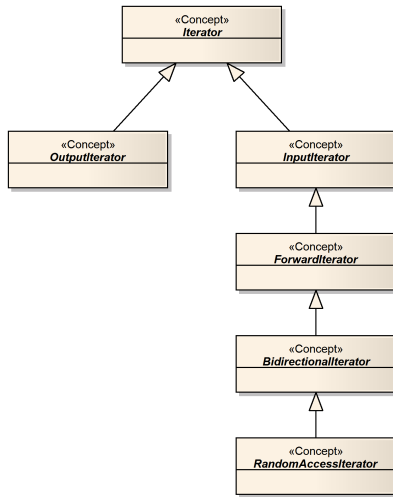 «Concept»
Iterator
«Concept»
OutputIterator
«Concept»
InputIterator
«Concept»
ForwardIterator
«Concept»
BidirectionalIterator
«Concept»
RandomAccessIterator